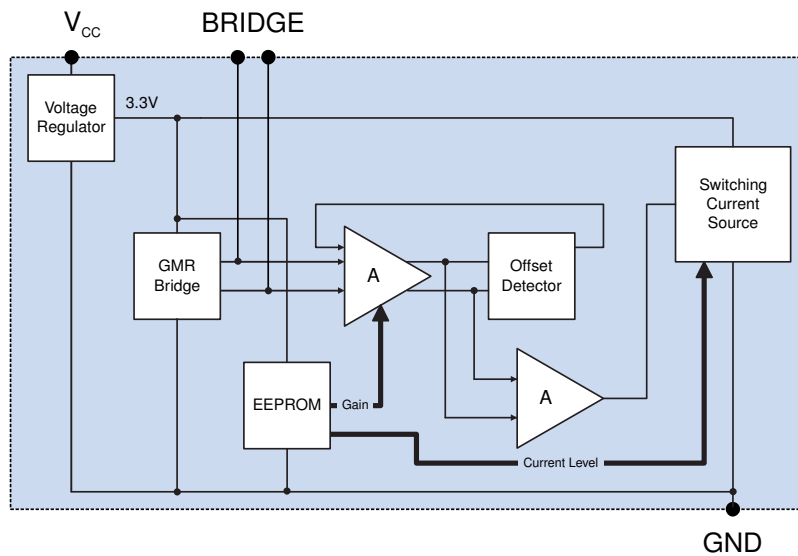 V_CC
BRIDGE
Voltage
Regulator
3.3V
Switching
Current
Source
GMR
Bridge
A
Offset
Detector
EEPROM
Gain
A
Current Level
GND